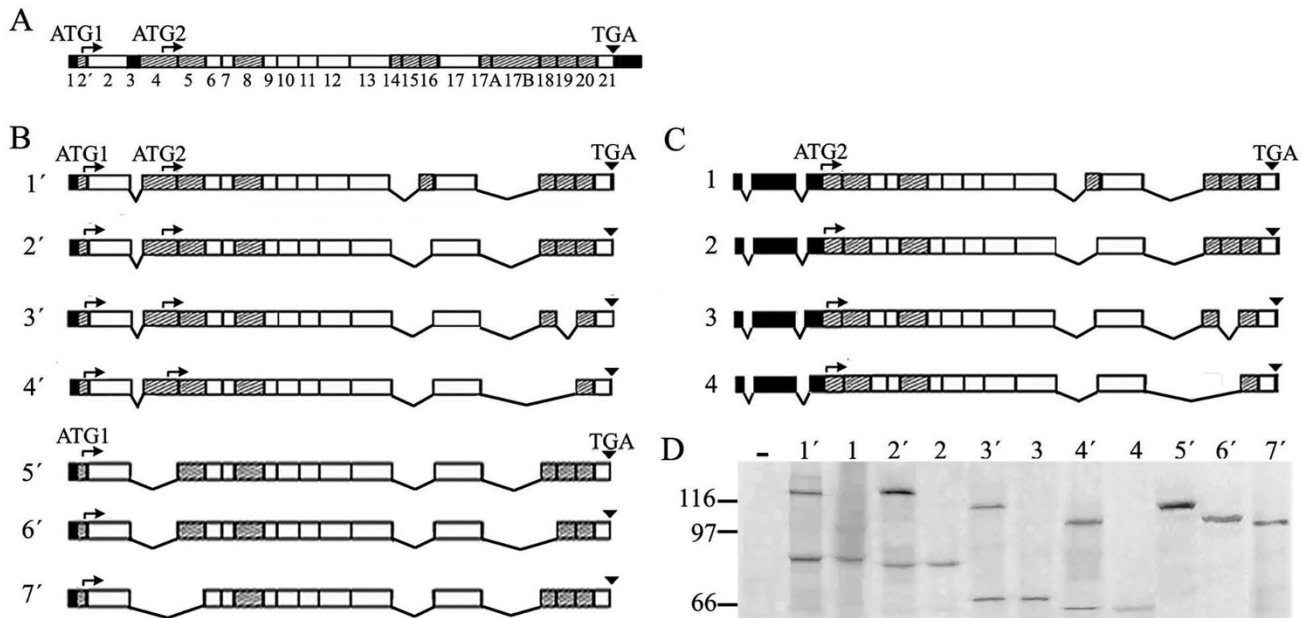 A
ATG1 ATG2 TGA
1 2′ 2 3 4 5 6 7 8 9 10 11 12 13 14 15 16 17 17A 17B 18 19 20 21
B
ATG1 ATG2 TGA
1′
2′
3′
4′
ATG1 TGA
5′
6′
7′
C
ATG2 TGA
1
2
3
4
D - 1′ 1 2′ 2 3′ 3 4′ 4 5′ 6′ 7′
116
97
66